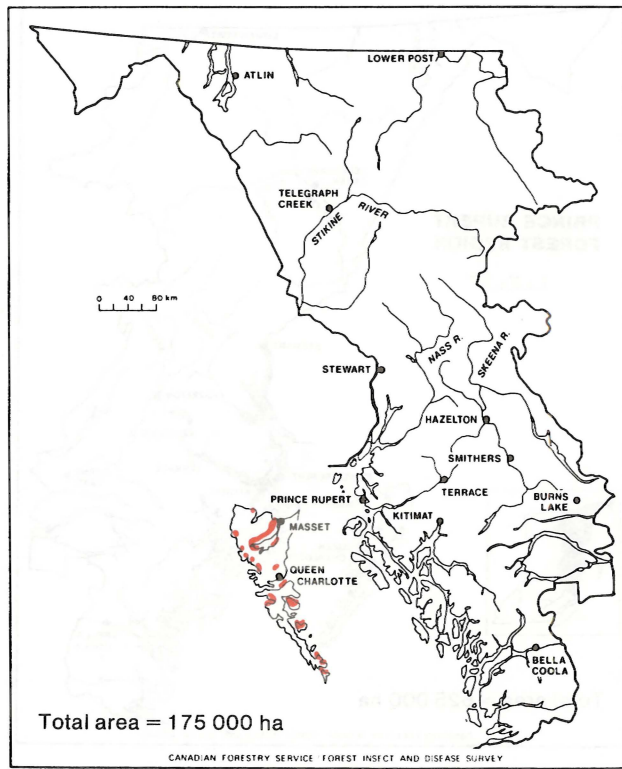 LOWER POST
ATLIN
TELEGRAPH
CREEK
STIKINE
RIVER
0 40 80 km
NASS R.
SKEENA R.
STEWART
HAZELTON
SMITHERS
TERRACE
PRINCE RUPERT
KITIMAT
BURNS
LAKE
MASSET
QUEEN
CHARLOTTE
BELLA
COOLA
Total area = 175 000 ha
CANADIAN FORESTRY SERVICE FOREST INSECT AND DISEASE SURVEY